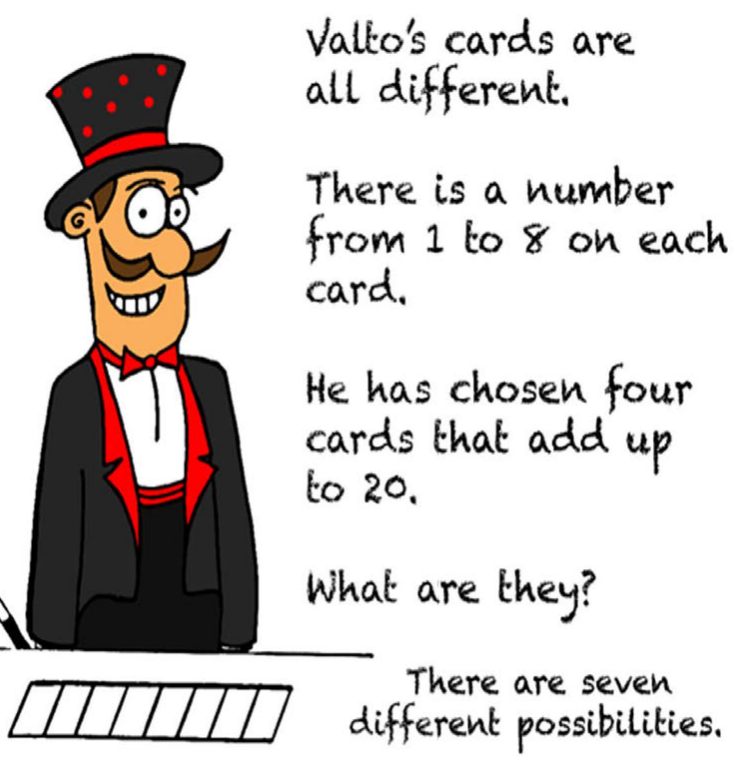 Valto's cards are
all different.
There is a number
from 1 to 8 on each
card.
He has chosen four
cards that add up
to 20.
What are they?
There are seven
different possibilities.